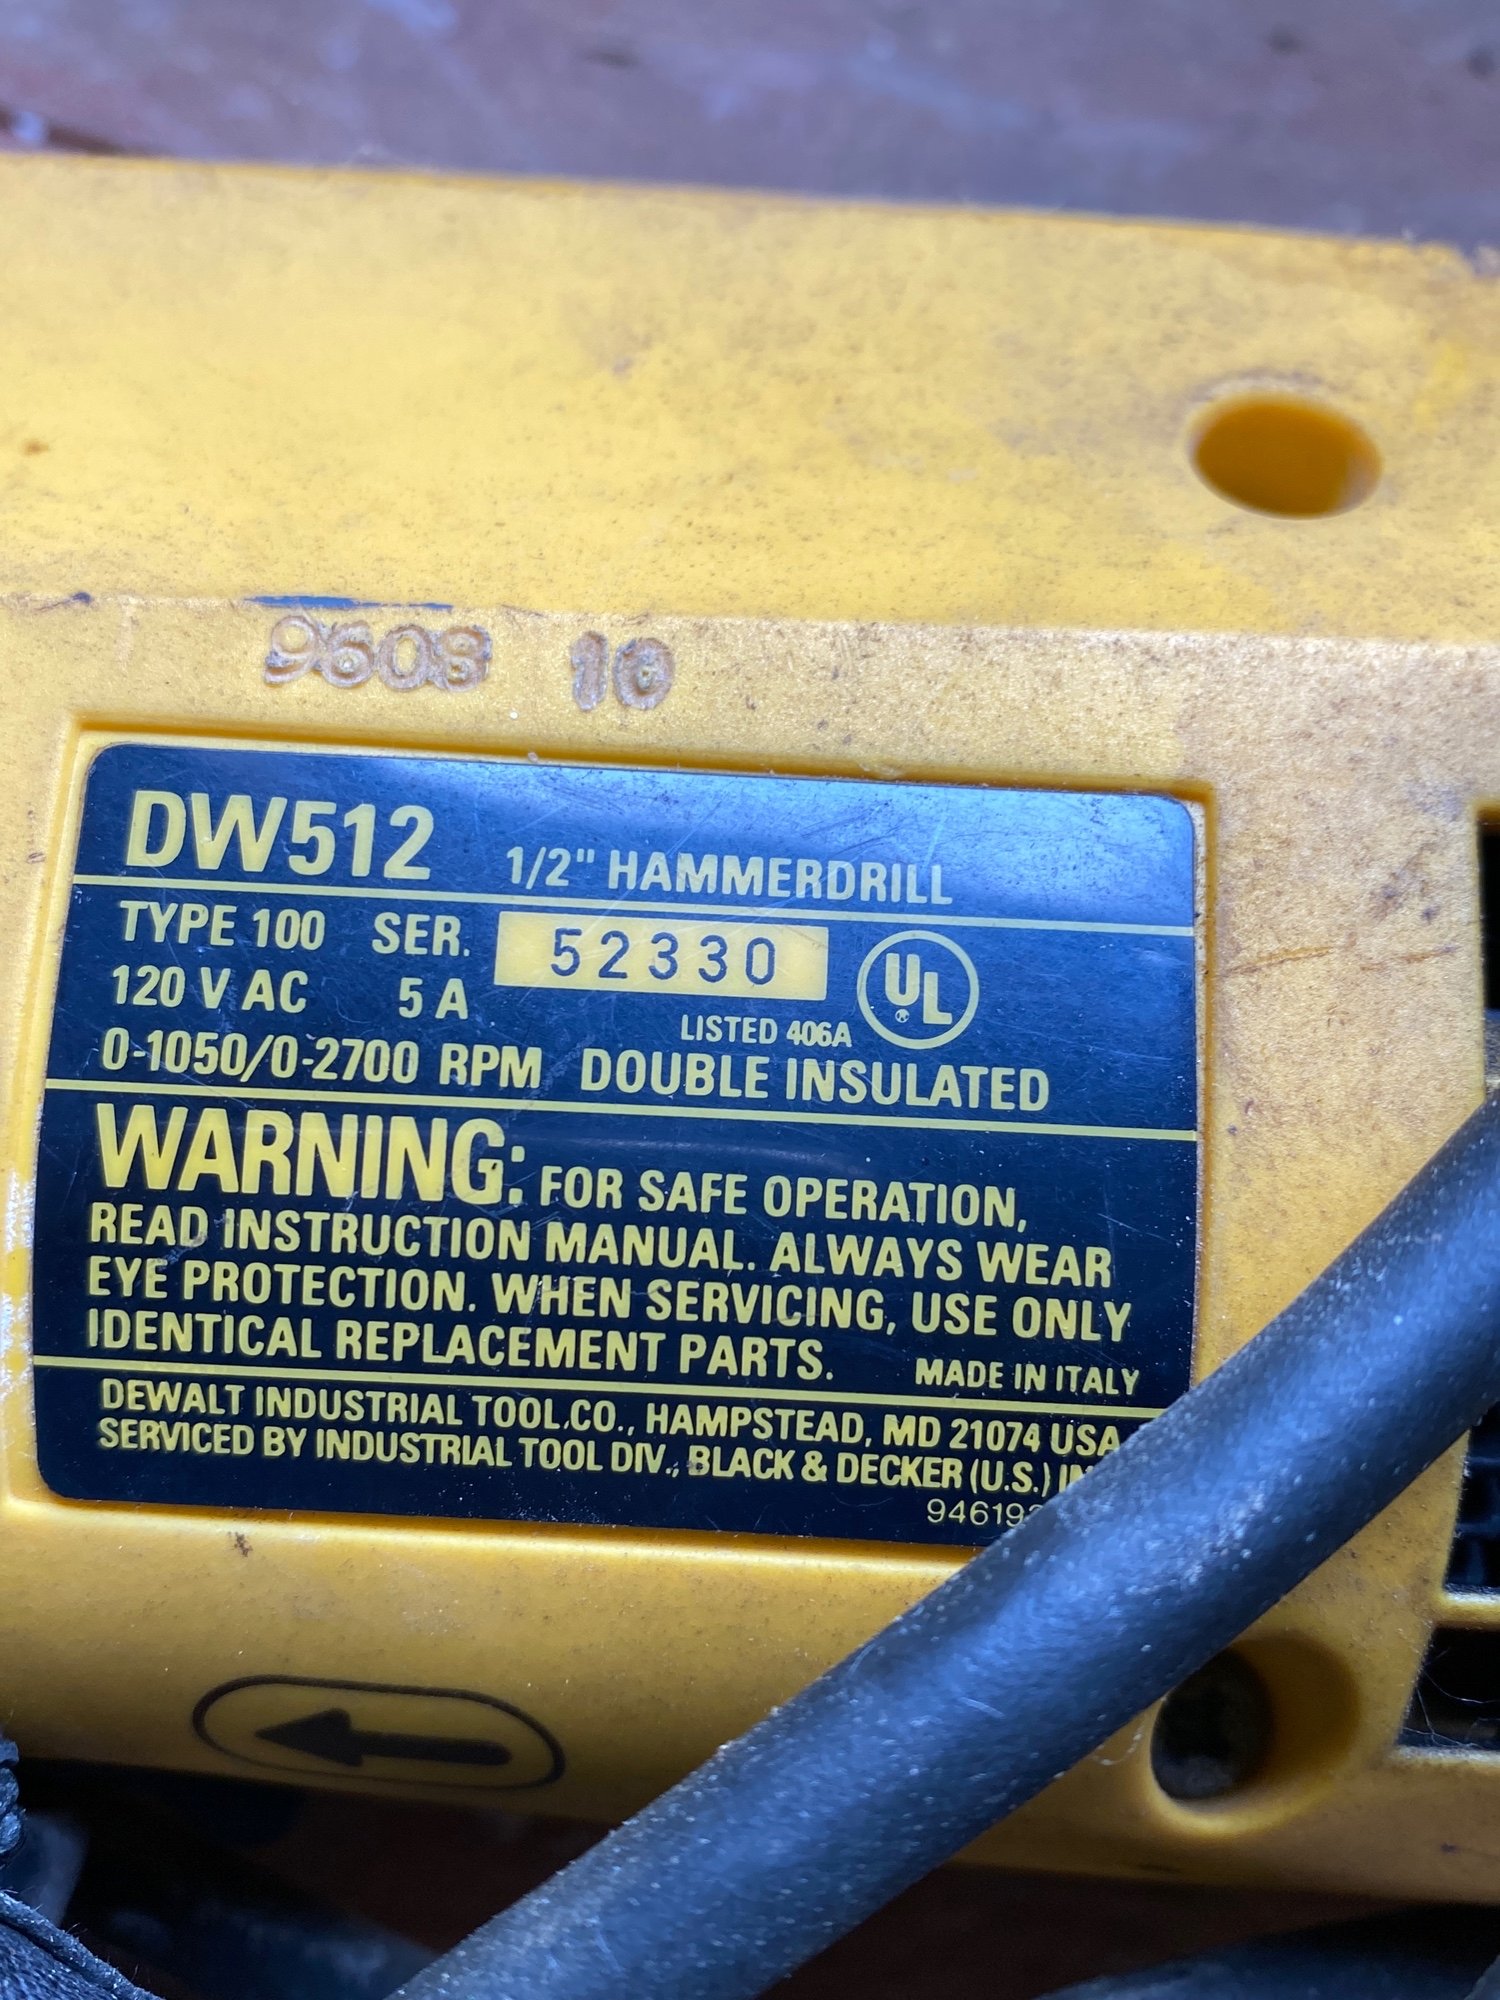 9608 16
DW512 1/2" HAMMERDRILL
TYPE 100 SER. 52330
120 V AC 5 A
UL
LISTED 406A
0-1050/0-2700 RPM DOUBLE INSULATED
WARNING: FOR SAFE OPERATION,
READ INSTRUCTION MANUAL. ALWAYS WEAR
EYE PROTECTION. WHEN SERVICING, USE ONLY
IDENTICAL REPLACEMENT PARTS. MADE IN ITALY
DEWALT INDUSTRIAL TOOL CO., HAMPSTEAD, MD 21074 USA
SERVICED BY INDUSTRIAL TOOL DIV., BLACK & DECKER (U.S.)